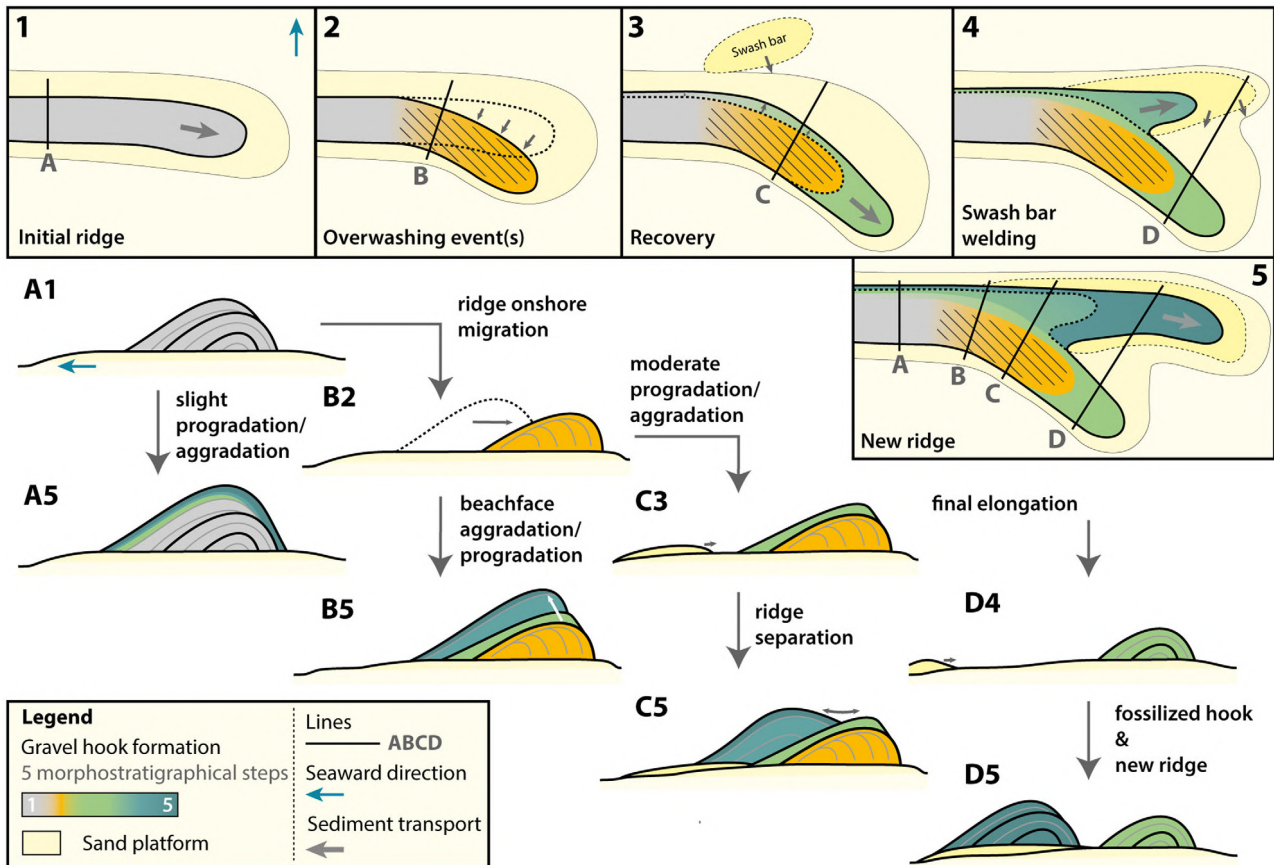 1
A
Initial ridge
2
B
Overwashing event(s)
3
Swash bar
C
Recovery
4
D
Swash bar
welding
5
A
B
C
D
New ridge
A1
ridge onshore
migration
slight
progradation/
aggradation
B2
moderate
progradation/
aggradation
A5
beachface
aggradation/
progradation
C3
final elongation
B5
ridge
separation
D4
C5
fossilized hook
&
new ridge
D5
Legend
Gravel hook formation
5 morphostratigraphical steps
1 5
Sand platform
Lines
ABCD
Seaward direction
Sediment transport